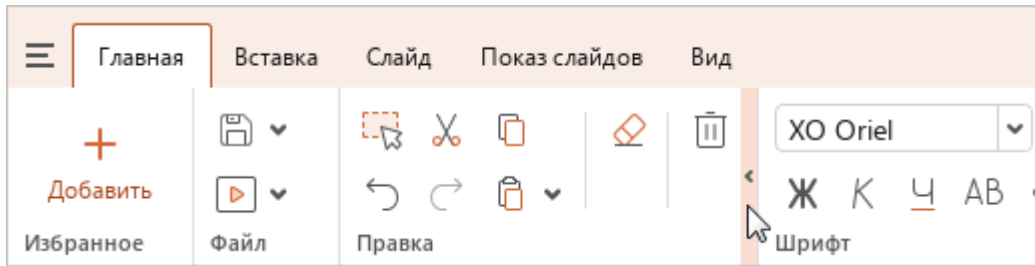 Главная Вставка Слайд Показ слайдов Вид
XO Oriel
Добавить
Ж К Ч АВ
Избранное Файл Правка Шрифт